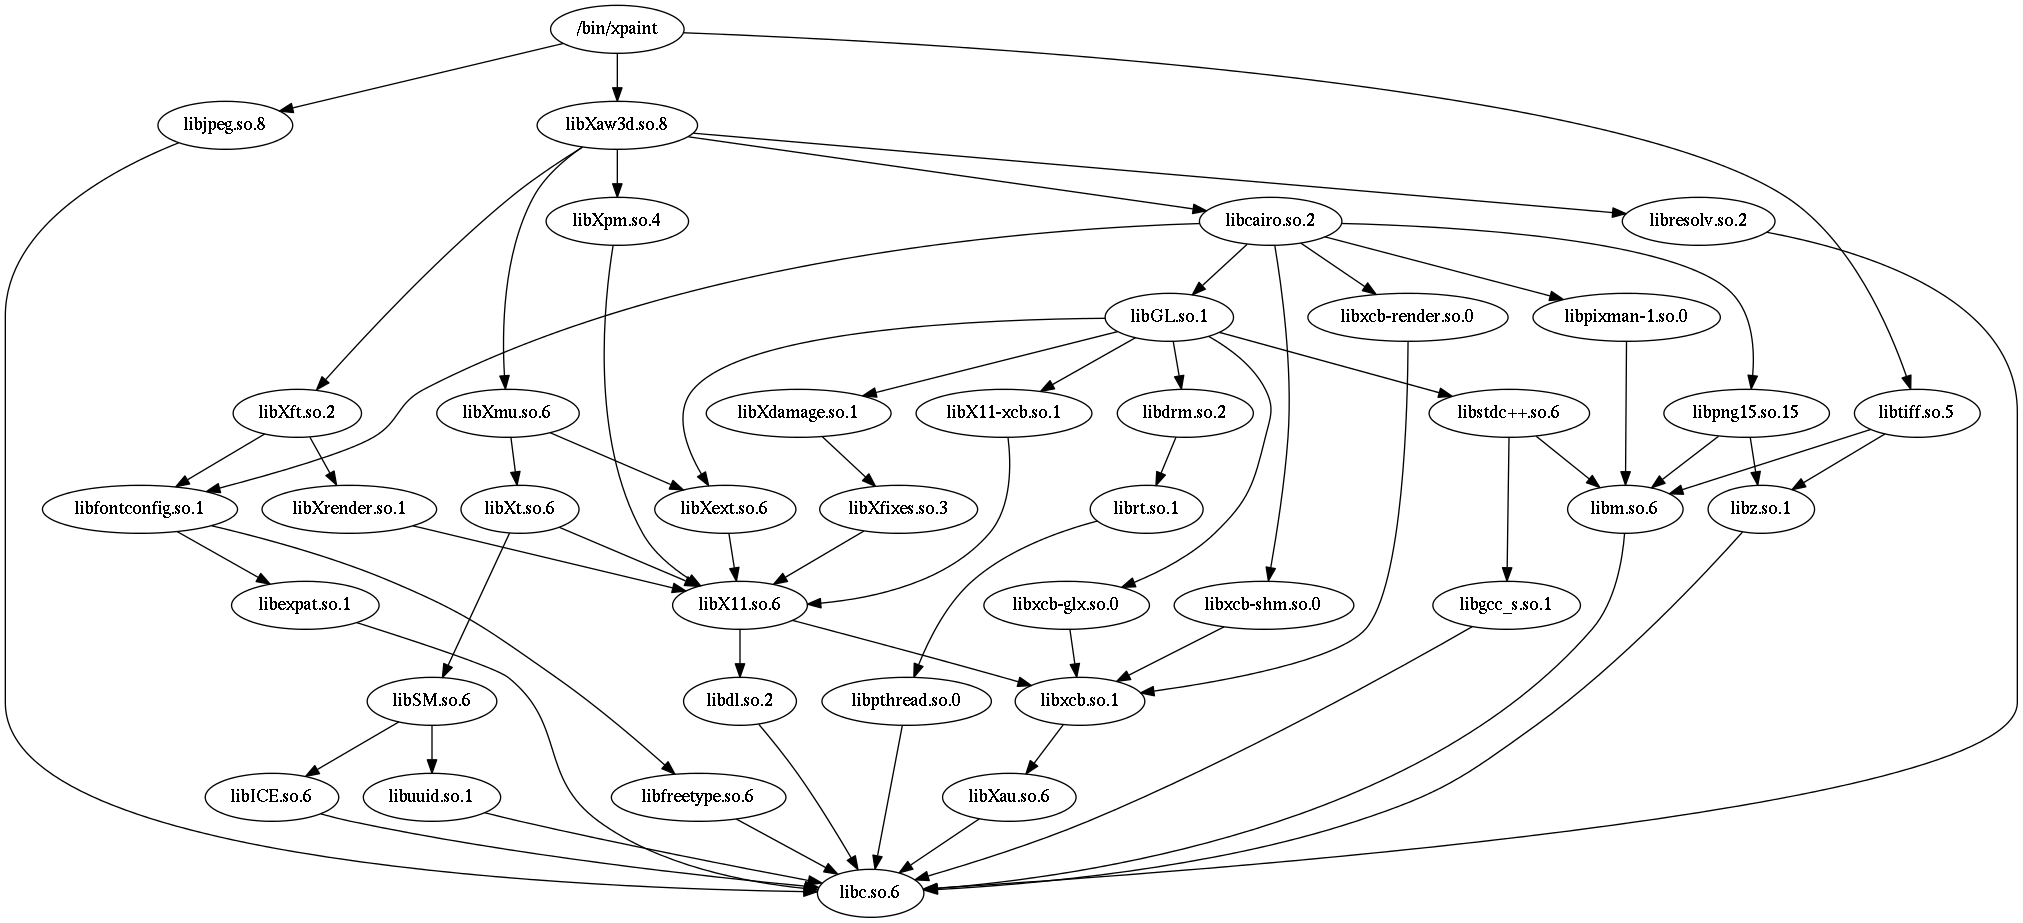 /bin/xpaint
libjpeg.so.8
libXaw3d.so.8
libXpm.so.4
libcairo.so.2
libresolv.so.2
libGL.so.1
libxcb-render.so.0
libpixman-1.so.0
libXft.so.2
libXmu.so.6
libXdamage.so.1
libX11-xcb.so.1
libdrm.so.2
libstdc++.so.6
libpng15.so.15
libtiff.so.5
libfontconfig.so.1
libXrender.so.1
libXt.so.6
libXext.so.6
libXfixes.so.3
librt.so.1
libm.so.6
libz.so.1
libexpat.so.1
libX11.so.6
libxcb-glx.so.0
libxcb-shm.so.0
libgcc_s.so.1
libSM.so.6
libdl.so.2
libpthread.so.0
libxcb.so.1
libICE.so.6
libuuid.so.1
libfreetype.so.6
libXau.so.6
libc.so.6